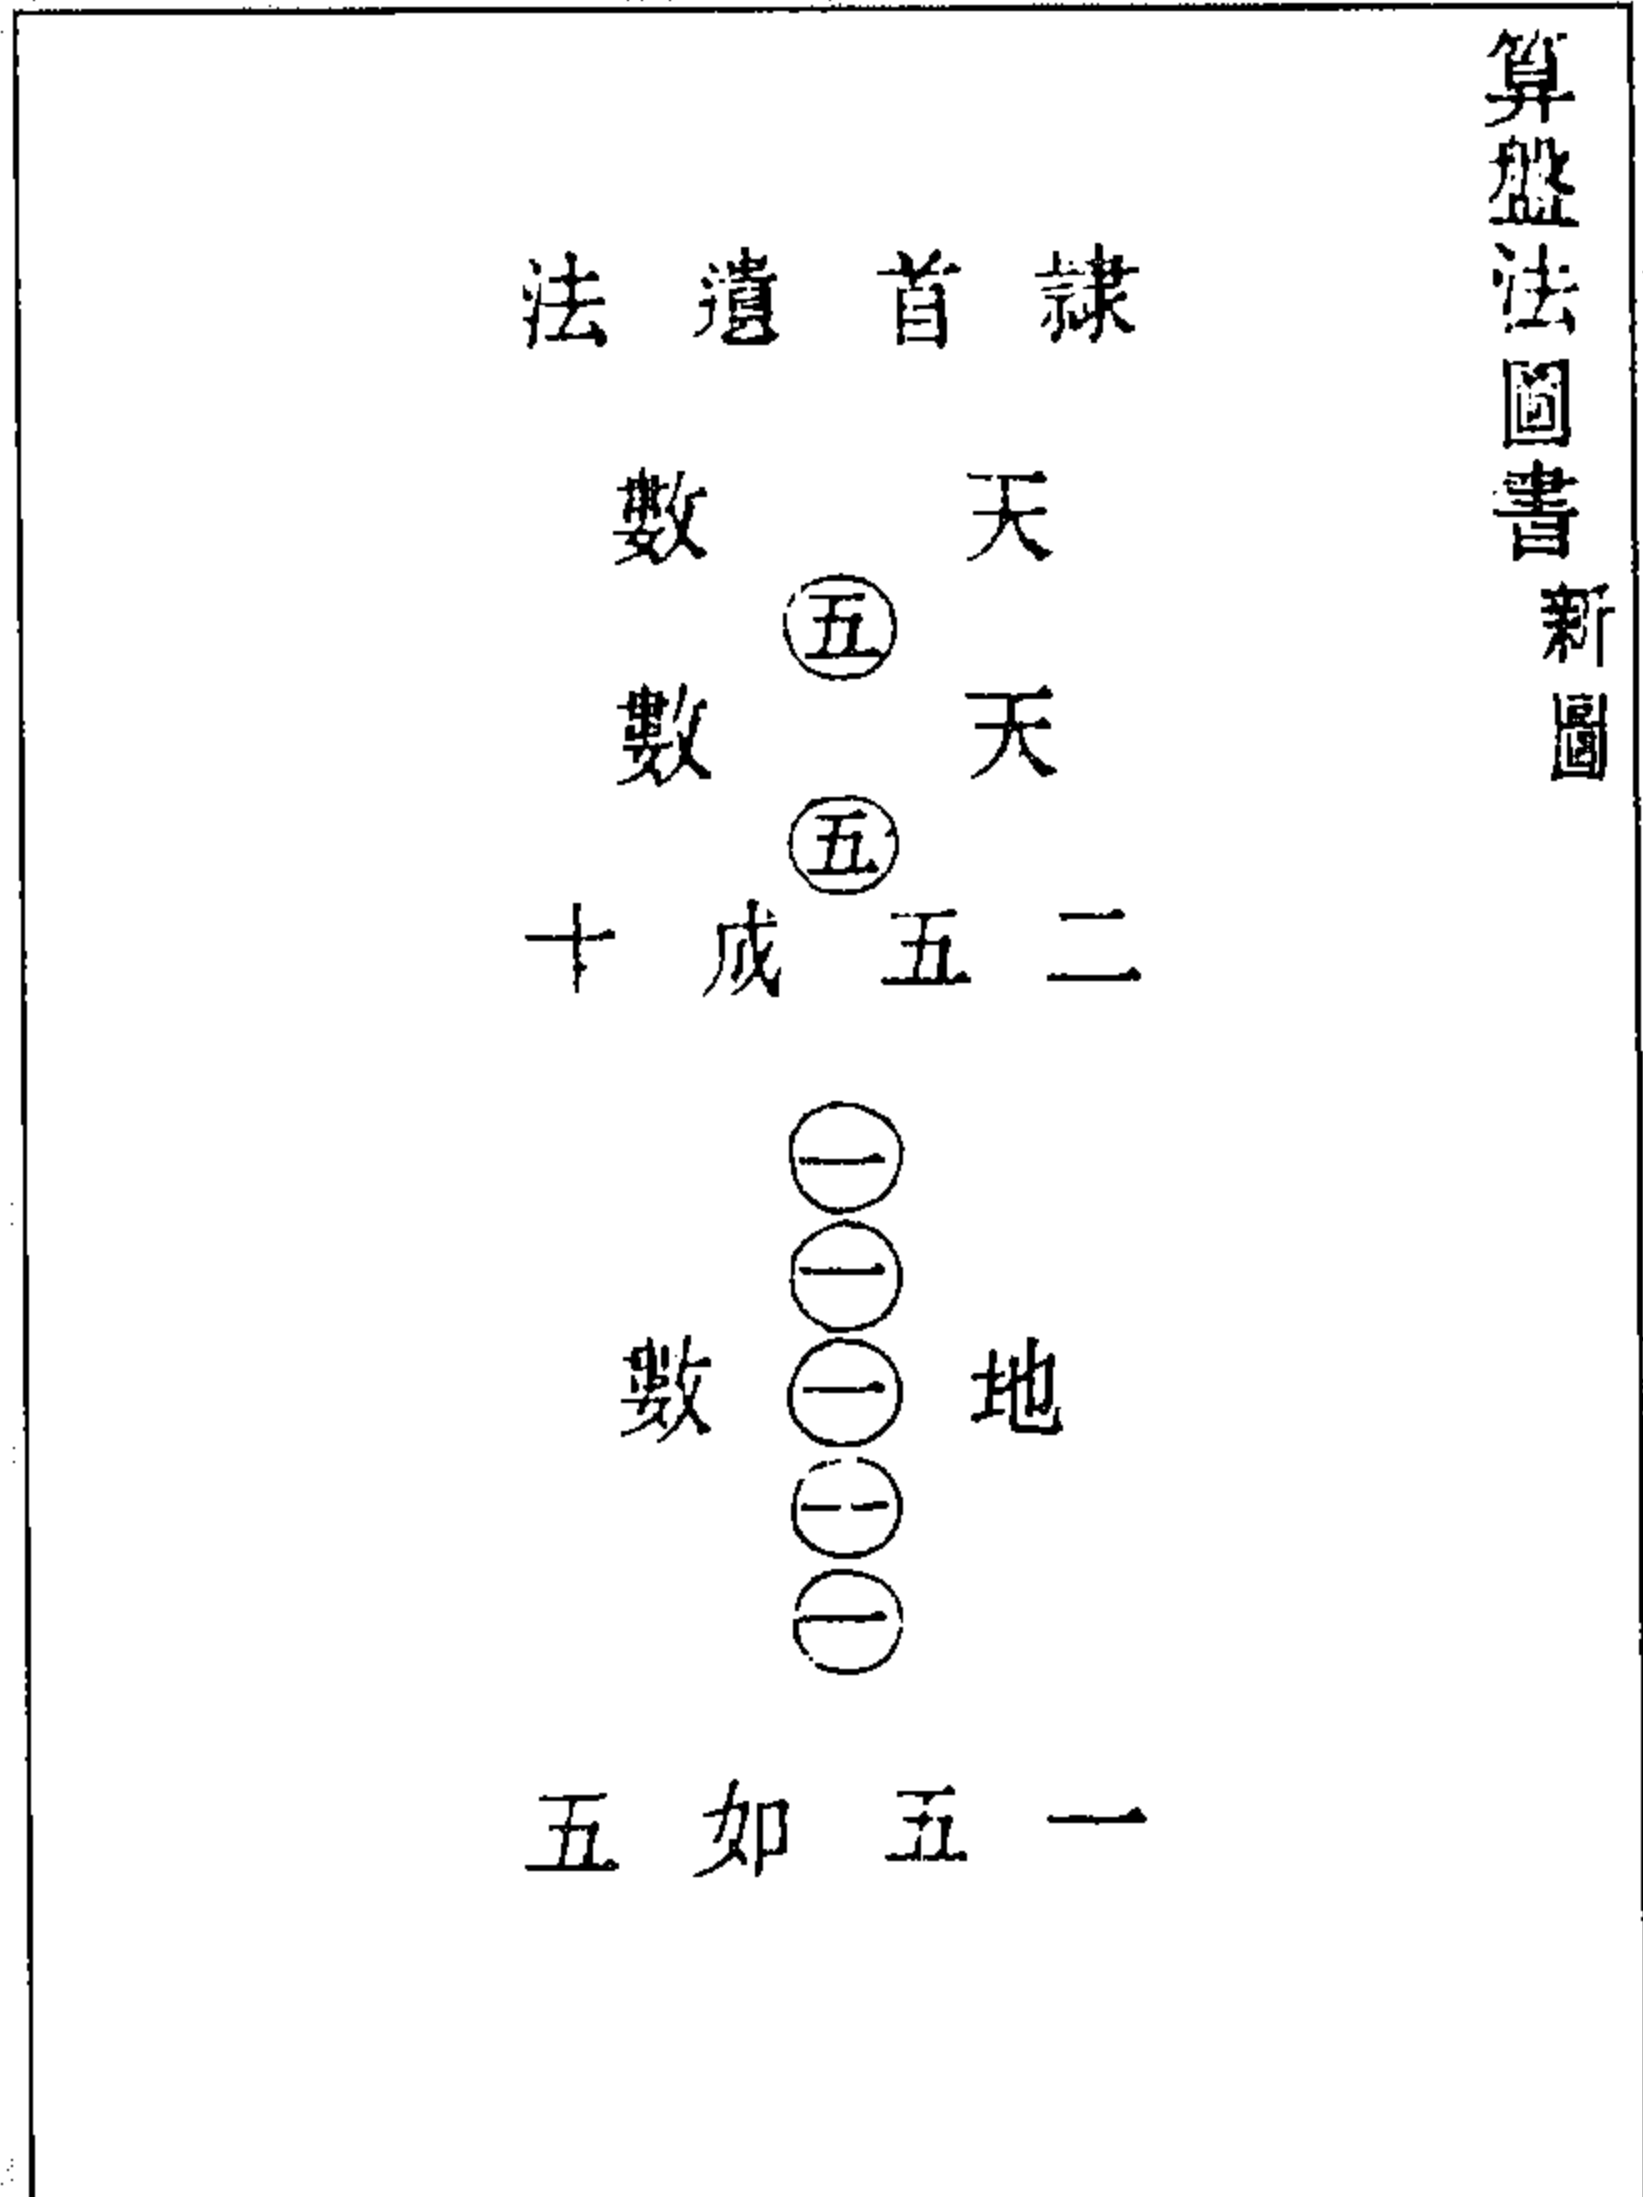 算盤法圖書
新圖
隸首遺法
天數
五
天數
五
二五成十
一
一
地一數
一
一
一五如五